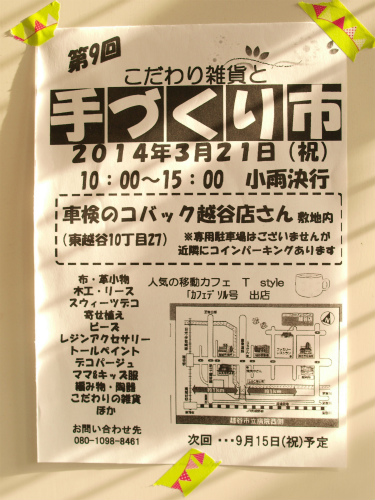 第9回
こだわり雑貨と
手づくり市
2014年3月21日(祝)
10:00～15:00 小雨決行
車検のコバック越谷店さん 敷地内
(東越谷10丁目27) ※専用駐車場はございませんが
近隣にコインパーキングあります
布・革小物
木工・リース
スウィーツデコ
寄せ植え
ビーズ
レジンアクセサリー
トールペイント
デコパージュ
ママ&キッズ服
編み物・陶器
こだわりの雑貨
ほか
お問い合わせ先
080-1098-8461
人気の移動カフェ T style
「カフェデリル号 出店
越谷市立病院西側
次回 ・・・9月15日(祝)予定